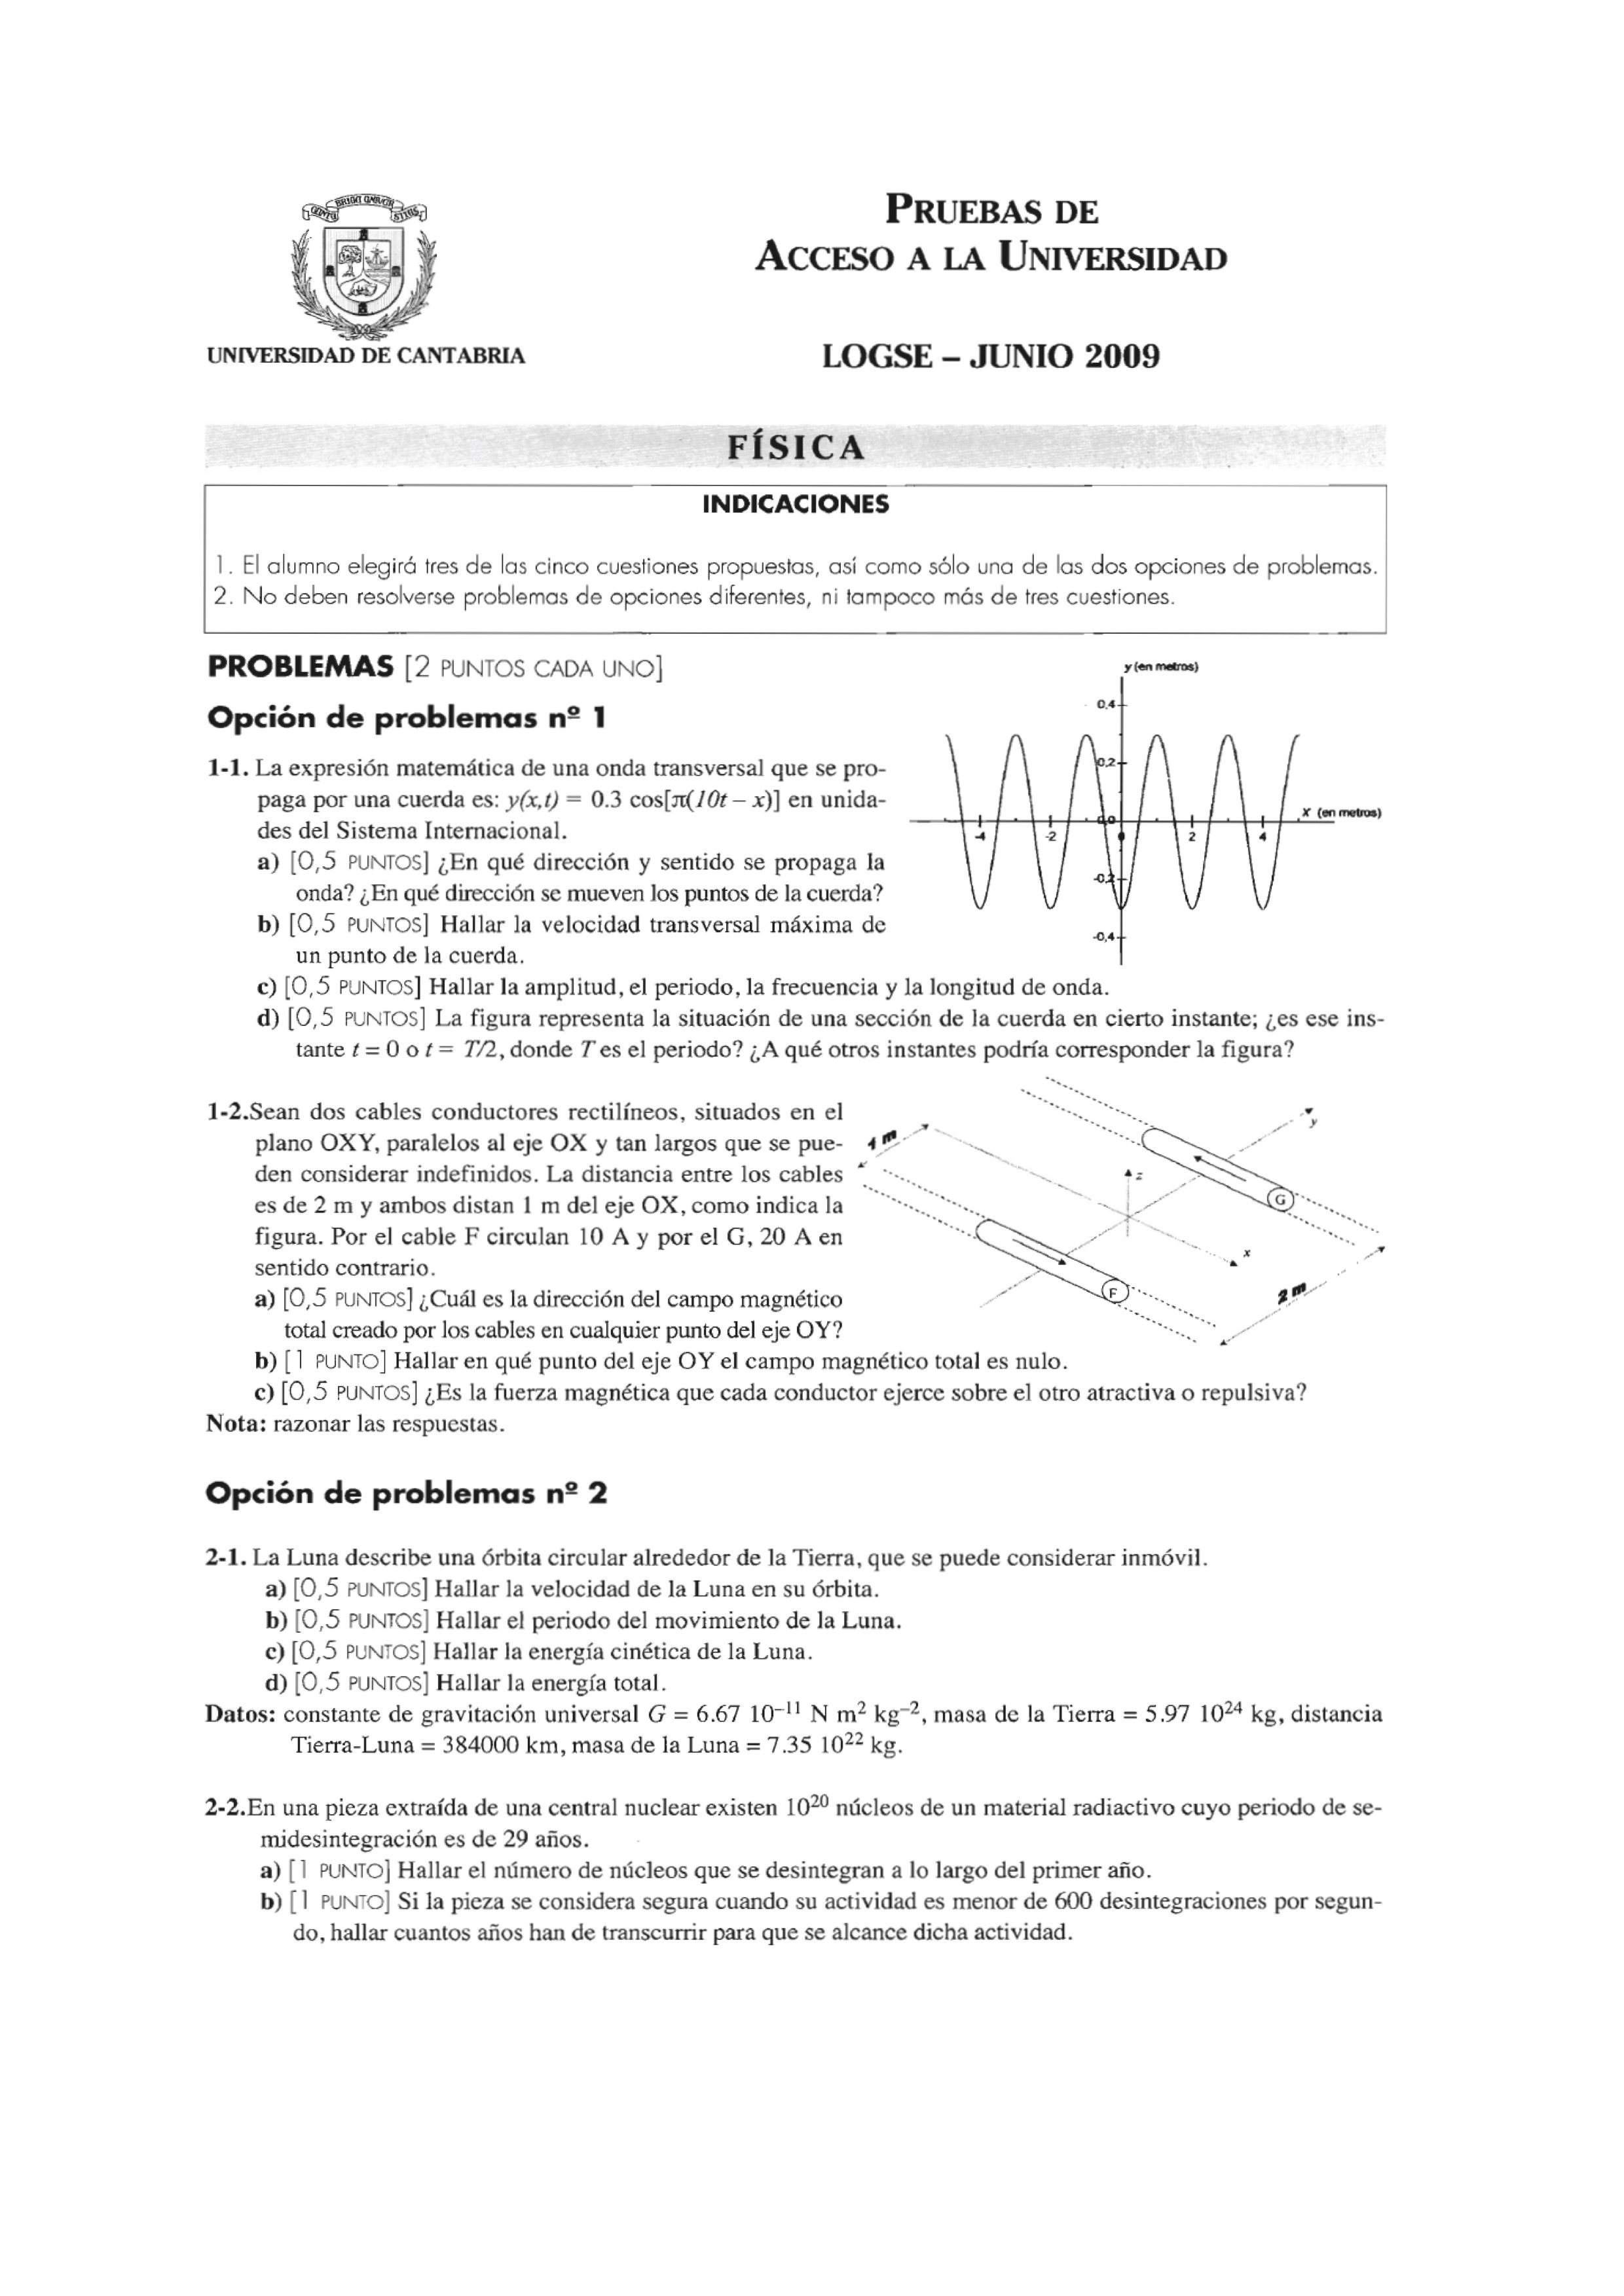 PRUEBAS DE
ACCESO A LA UNIVERSIDAD
UNIVERSIDAD DE CANTABRIA
LOGSE – JUNIO 2009
FÍSICA
INDICACIONES
1. El alumno elegirá tres de las cinco cuestiones propuestas, así como sólo una de las dos opciones de problemas.
2. No deben resolverse problemas de opciones diferentes, ni tampoco más de tres cuestiones.
PROBLEMAS [2 PUNTOS CADA UNO]
Opción de problemas nº 1
y (en metros)
0,4
0,2
0,0
-0,2
-0,4
-4
-2
0
2
4
x (en metros)
1-1. La expresión matemática de una onda transversal que se pro-
paga por una cuerda es: y(x,t) = 0.3 cos[π(10t – x)] en unida-
des del Sistema Internacional.
a) [0,5 PUNTOS] ¿En qué dirección y sentido se propaga la
onda? ¿En qué dirección se mueven los puntos de la cuerda?
b) [0,5 PUNTOS] Hallar la velocidad transversal máxima de
un punto de la cuerda.
c) [0,5 PUNTOS] Hallar la amplitud, el periodo, la frecuencia y la longitud de onda.
d) [0,5 PUNTOS] La figura representa la situación de una sección de la cuerda en cierto instante; ¿es ese ins-
tante t = 0 o t = T/2, donde T es el periodo? ¿A qué otros instantes podría corresponder la figura?
1-2.Sean dos cables conductores rectilíneos, situados en el
plano OXY, paralelos al eje OX y tan largos que se pue-
den considerar indefinidos. La distancia entre los cables
es de 2 m y ambos distan 1 m del eje OX, como indica la
figura. Por el cable F circulan 10 A y por el G, 20 A en
sentido contrario.
a) [0,5 PUNTOS] ¿Cuál es la dirección del campo magnético
total creado por los cables en cualquier punto del eje OY?
b) [1 PUNTO] Hallar en qué punto del eje OY el campo magnético total es nulo.
c) [0,5 PUNTOS] ¿Es la fuerza magnética que cada conductor ejerce sobre el otro atractiva o repulsiva?
Nota: razonar las respuestas.
1 m
y
z
G
x
F
2 m
Opción de problemas nº 2
2-1. La Luna describe una órbita circular alrededor de la Tierra, que se puede considerar inmóvil.
a) [0,5 PUNTOS] Hallar la velocidad de la Luna en su órbita.
b) [0,5 PUNTOS] Hallar el periodo del movimiento de la Luna.
c) [0,5 PUNTOS] Hallar la energía cinética de la Luna.
d) [0,5 PUNTOS] Hallar la energía total.
Datos: constante de gravitación universal G = 6.67 10⁻¹¹ N m² kg⁻², masa de la Tierra = 5.97 10²⁴ kg, distancia
Tierra-Luna = 384000 km, masa de la Luna = 7.35 10²² kg.
2-2.En una pieza extraída de una central nuclear existen 10²⁰ núcleos de un material radiactivo cuyo periodo de se-
midesintegración es de 29 años.
a) [1 PUNTO] Hallar el número de núcleos que se desintegran a lo largo del primer año.
b) [1 PUNTO] Si la pieza se considera segura cuando su actividad es menor de 600 desintegraciones por segun-
do, hallar cuantos años han de transcurrir para que se alcance dicha actividad.